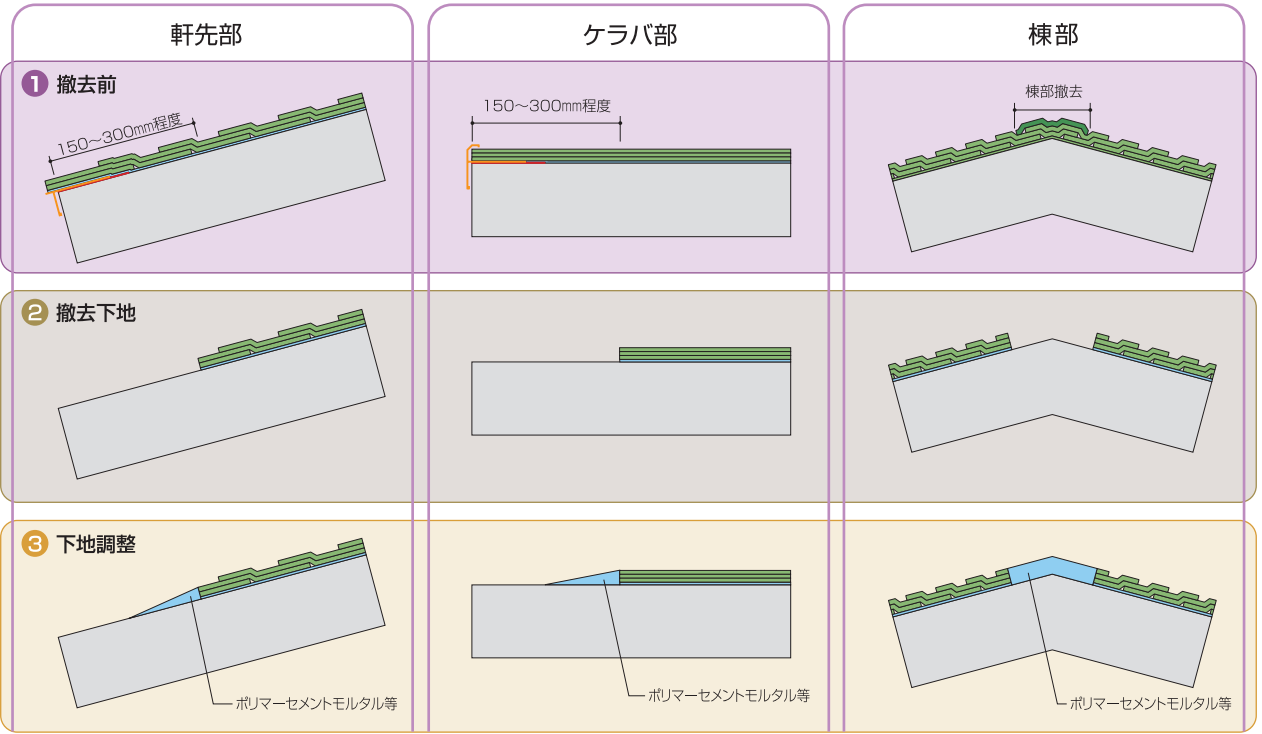 軒先部
ケラバ部
棟部
1 撤去前
150〜300mm程度
150〜300mm程度
棟部撤去
2 撤去下地
3 下地調整
ポリマーセメントモルタル等
ポリマーセメントモルタル等
ポリマーセメントモルタル等